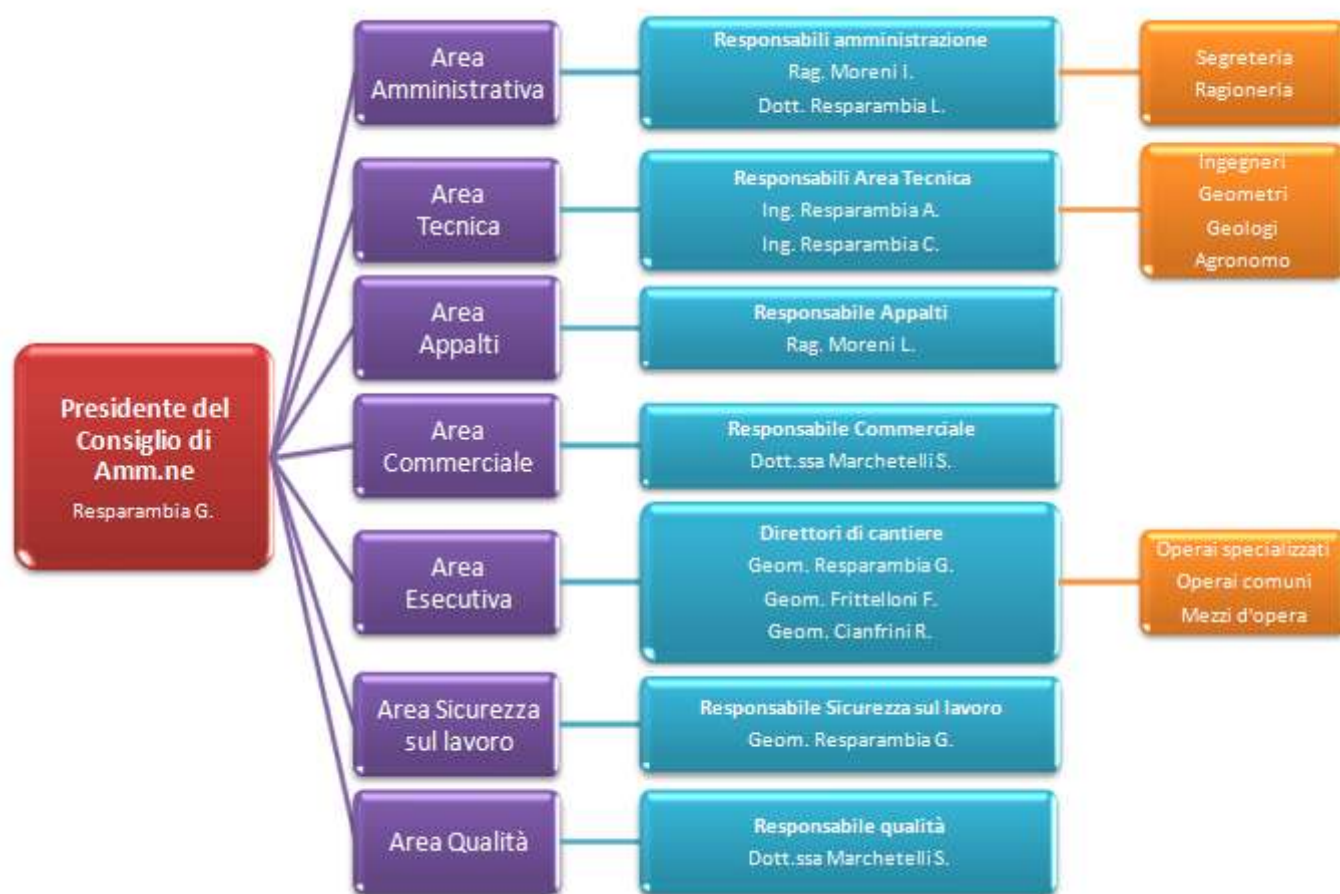 Presidente del
Consiglio di
Amm.ne
Resparambia G.
Area
Amministrativa
Responsabili amministrazione
Rag. Moreni I.
Dott. Resparambia L.
Segreteria
Ragioneria
Area
Tecnica
Responsabili Area Tecnica
Ing. Resparambia A.
Ing. Resparambia C.
Ingegneri
Geometri
Geologi
Agronomo
Area
Appalti
Responsabile Appalti
Rag. Moreni L.
Area
Commerciale
Responsabile Commerciale
Dott.ssa Marchetelli S.
Area
Esecutiva
Direttori di cantiere
Geom. Resparambia G.
Geom. Frittelloni F.
Geom. Cianfrini R.
Operai specializzati
Operai comuni
Mezzi d'opera
Area Sicurezza
sul lavoro
Responsabile Sicurezza sul lavoro
Geom. Resparambia G.
Area Qualità
Responsabile qualità
Dott.ssa Marchetelli S.